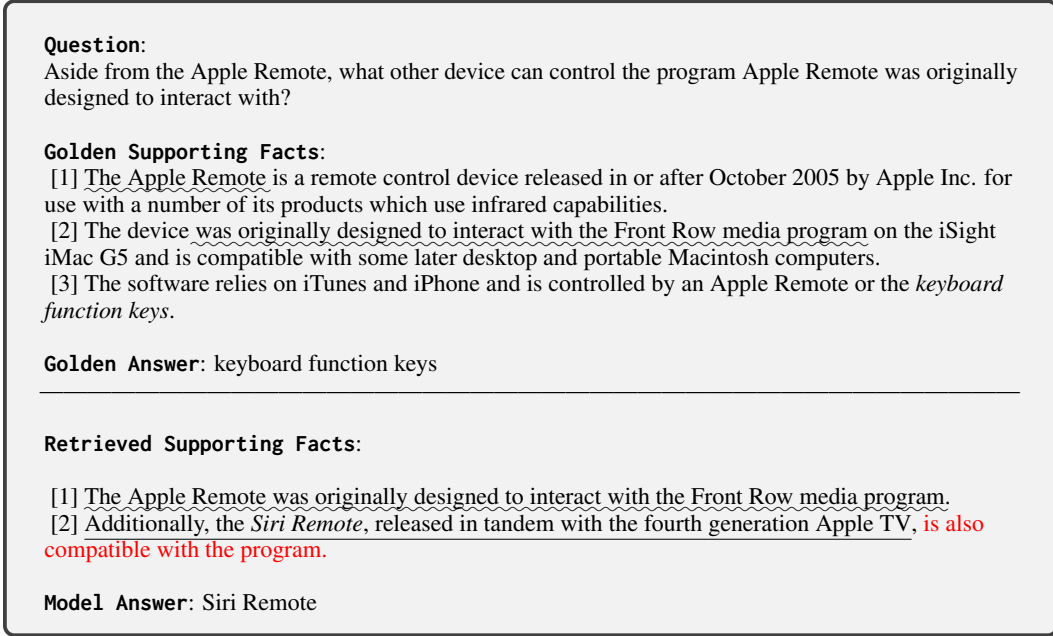 Question:
Aside from the Apple Remote, what other device can control the program Apple Remote was originally
designed to interact with?
Golden Supporting Facts:
[1] The Apple Remote is a remote control device released in or after October 2005 by Apple Inc. for
use with a number of its products which use infrared capabilities.
[2] The device was originally designed to interact with the Front Row media program on the iSight
iMac G5 and is compatible with some later desktop and portable Macintosh computers.
[3] The software relies on iTunes and iPhone and is controlled by an Apple Remote or the keyboard
function keys.
Golden Answer: keyboard function keys
Retrieved Supporting Facts:
[1] The Apple Remote was originally designed to interact with the Front Row media program.
[2] Additionally, the Siri Remote, released in tandem with the fourth generation Apple TV, is also
compatible with the program.
Model Answer: Siri Remote